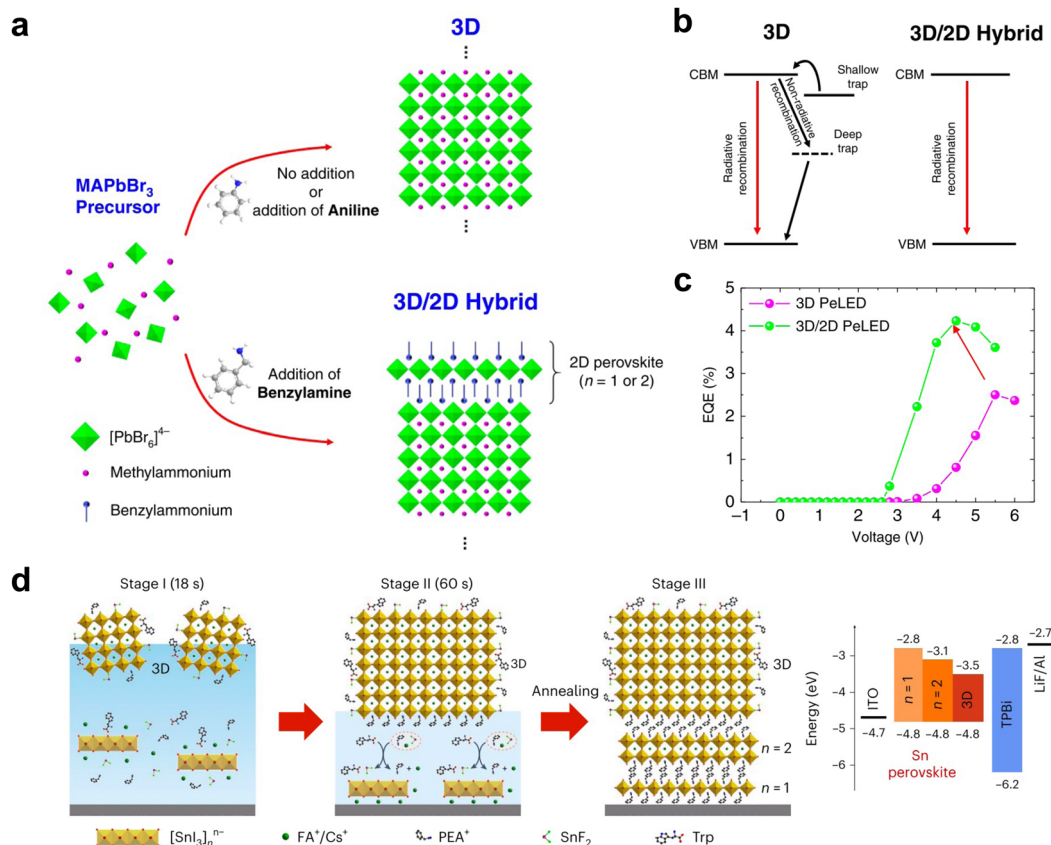 a
3D
MAPbBr₃
Precursor
No addition
or
addition of Aniline
3D/2D Hybrid
Addition of
Benzylamine
2D perovskite
(n = 1 or 2)
[PbBr₆]⁴⁻
Methylammonium
Benzylammonium
b
3D
3D/2D Hybrid
CBM
Shallow
trap
Radiative
recombination
Non-radiative
recombination
Deep
trap
VBM
CBM
Radiative
recombination
VBM
c
3D PeLED
3D/2D PeLED
EQE (%)
5
4
3
2
1
0
−1 0 1 2 3 4 5 6
Voltage (V)
d
Stage I (18 s)
Stage II (60 s)
Stage III
3D
3D
Annealing
3D
n = 2
n = 1
[SnI₃]ₙⁿ⁻
FA⁺/Cs⁺
PEA⁺
SnF₂
Trp
Energy (eV)
−3
−4
−5
−6
ITO
−4.7
−2.8
n = 1
−4.8
−3.1
n = 2
−4.8
−3.5
3D
−4.8
Sn
perovskite
−2.8
TPBi
−6.2
−2.7
LiF/Al